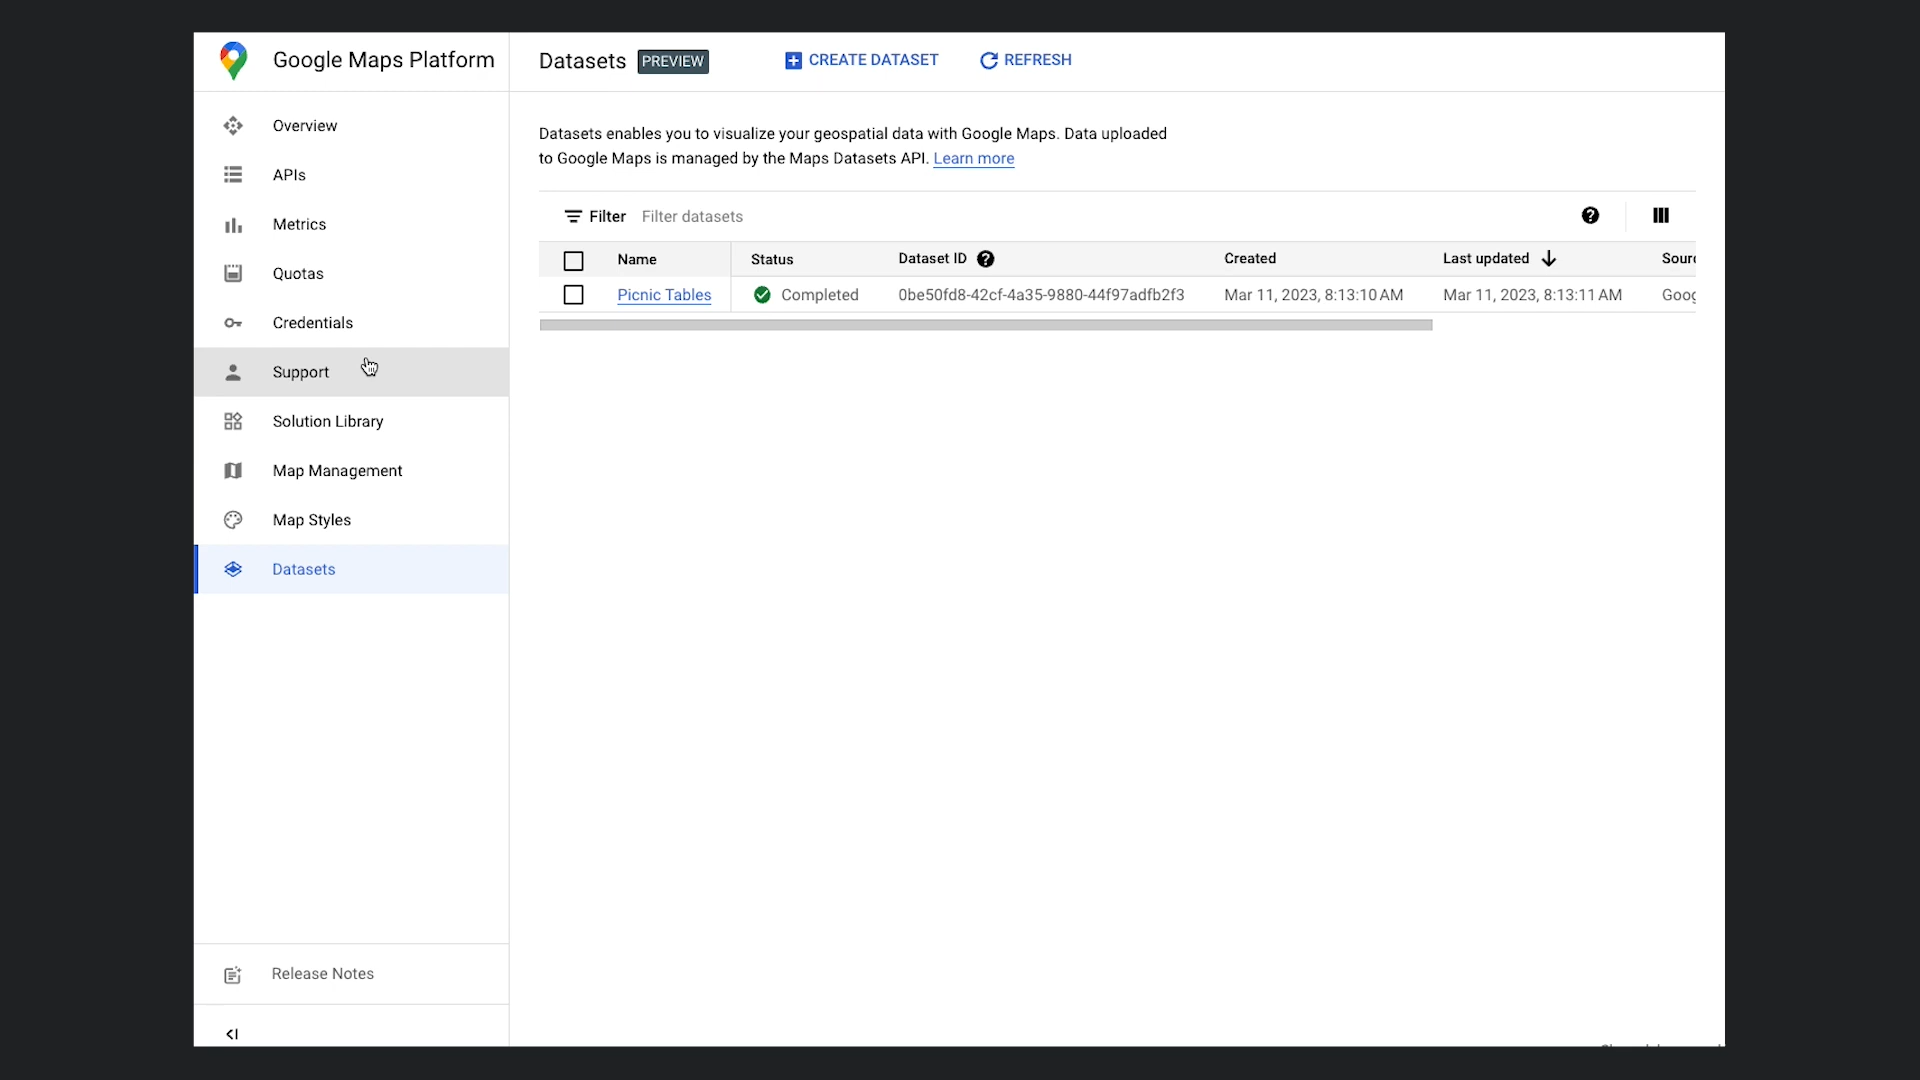 Google Maps Platform
Datasets PREVIEW CREATE DATASET REFRESH
Overview
APIs
Metrics
Quotas
Credentials
Support
Solution Library
Map Management
Map Styles
Datasets
Release Notes
Datasets enables you to visualize your geospatial data with Google Maps. Data uploaded
to Google Maps is managed by the Maps Datasets API. Learn more
Filter Filter datasets
Name Status Dataset ID Created Last updated
Picnic Tables Completed 0be50fd8-42cf-4a35-9880-44f97adfb2f3 Mar 11, 2023, 8:13:10 AM Mar 11, 2023, 8:13:11 AM Goog